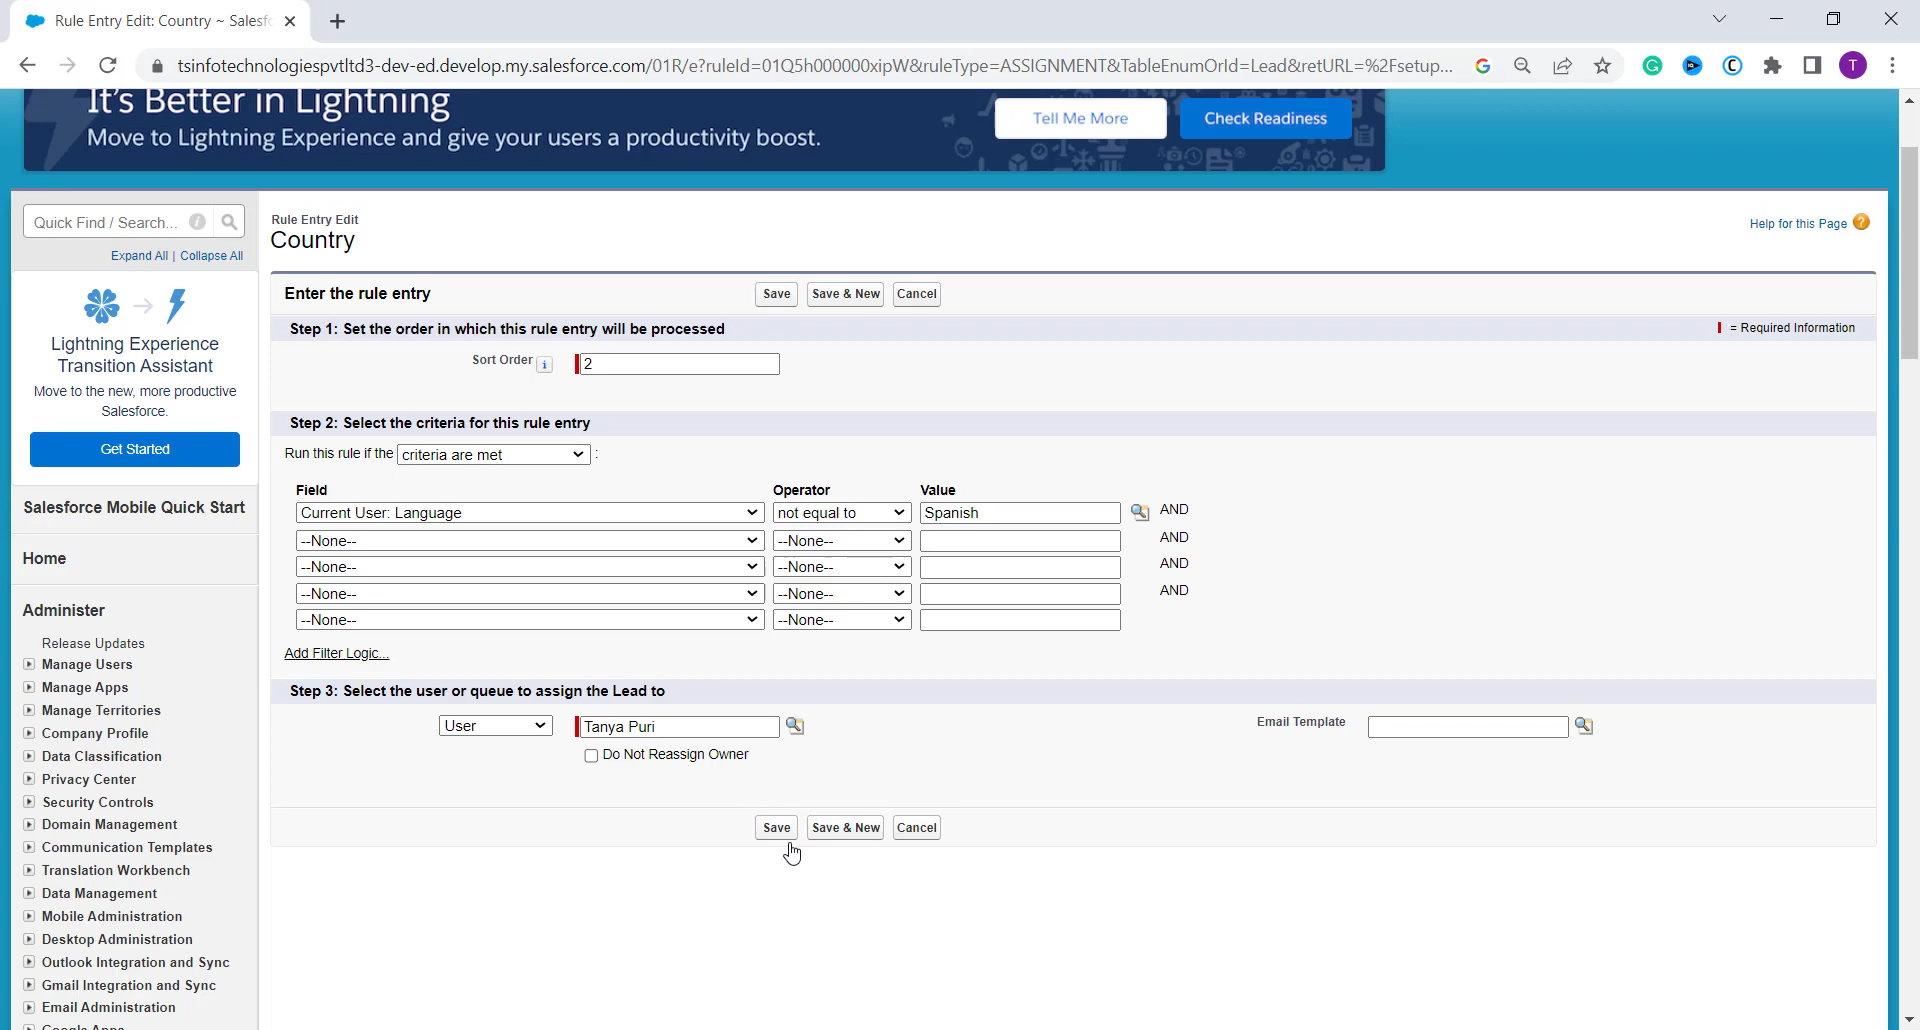 Rule Entry Edit: Country ~ Salesfo
tsinfotechnologiespvtltd3-dev-ed.develop.my.salesforce.com/01R/e?ruleId=01Q5h000000xipW&ruleType=ASSIGNMENT&TableEnumOrId=Lead&retURL=%2Fsetup...
T
It's Better in Lightning
Move to Lightning Experience and give your users a productivity boost.
Tell Me More
Check Readiness
Quick Find / Search...
Expand All | Collapse All
Lightning Experience
Transition Assistant
Move to the new, more productive
Salesforce.
Get Started
Salesforce Mobile Quick Start
Home
Administer
Release Updates
Manage Users
Manage Apps
Manage Territories
Company Profile
Data Classification
Privacy Center
Security Controls
Domain Management
Communication Templates
Translation Workbench
Data Management
Mobile Administration
Desktop Administration
Outlook Integration and Sync
Gmail Integration and Sync
Email Administration
Google Apps
Rule Entry Edit
Country
Help for this Page ?
Enter the rule entry
Save Save & New Cancel
Step 1: Set the order in which this rule entry will be processed
= Required Information
Sort Order i 2
Step 2: Select the criteria for this rule entry
Run this rule if the criteria are met :
Field Operator Value
Current User: Language not equal to Spanish AND
--None-- --None-- AND
--None-- --None-- AND
--None-- --None-- AND
--None-- --None--
Add Filter Logic...
Step 3: Select the user or queue to assign the Lead to
User Tanya Puri
Email Template
Do Not Reassign Owner
Save Save & New Cancel